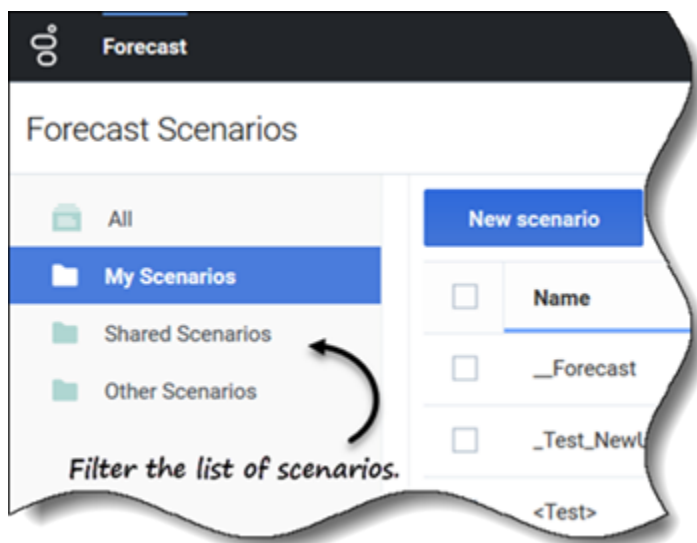 Forecast
Forecast Scenarios
All
My Scenarios
Shared Scenarios
Other Scenarios
Filter the list of scenarios.
New scenario
Name
__Forecast
<Test>